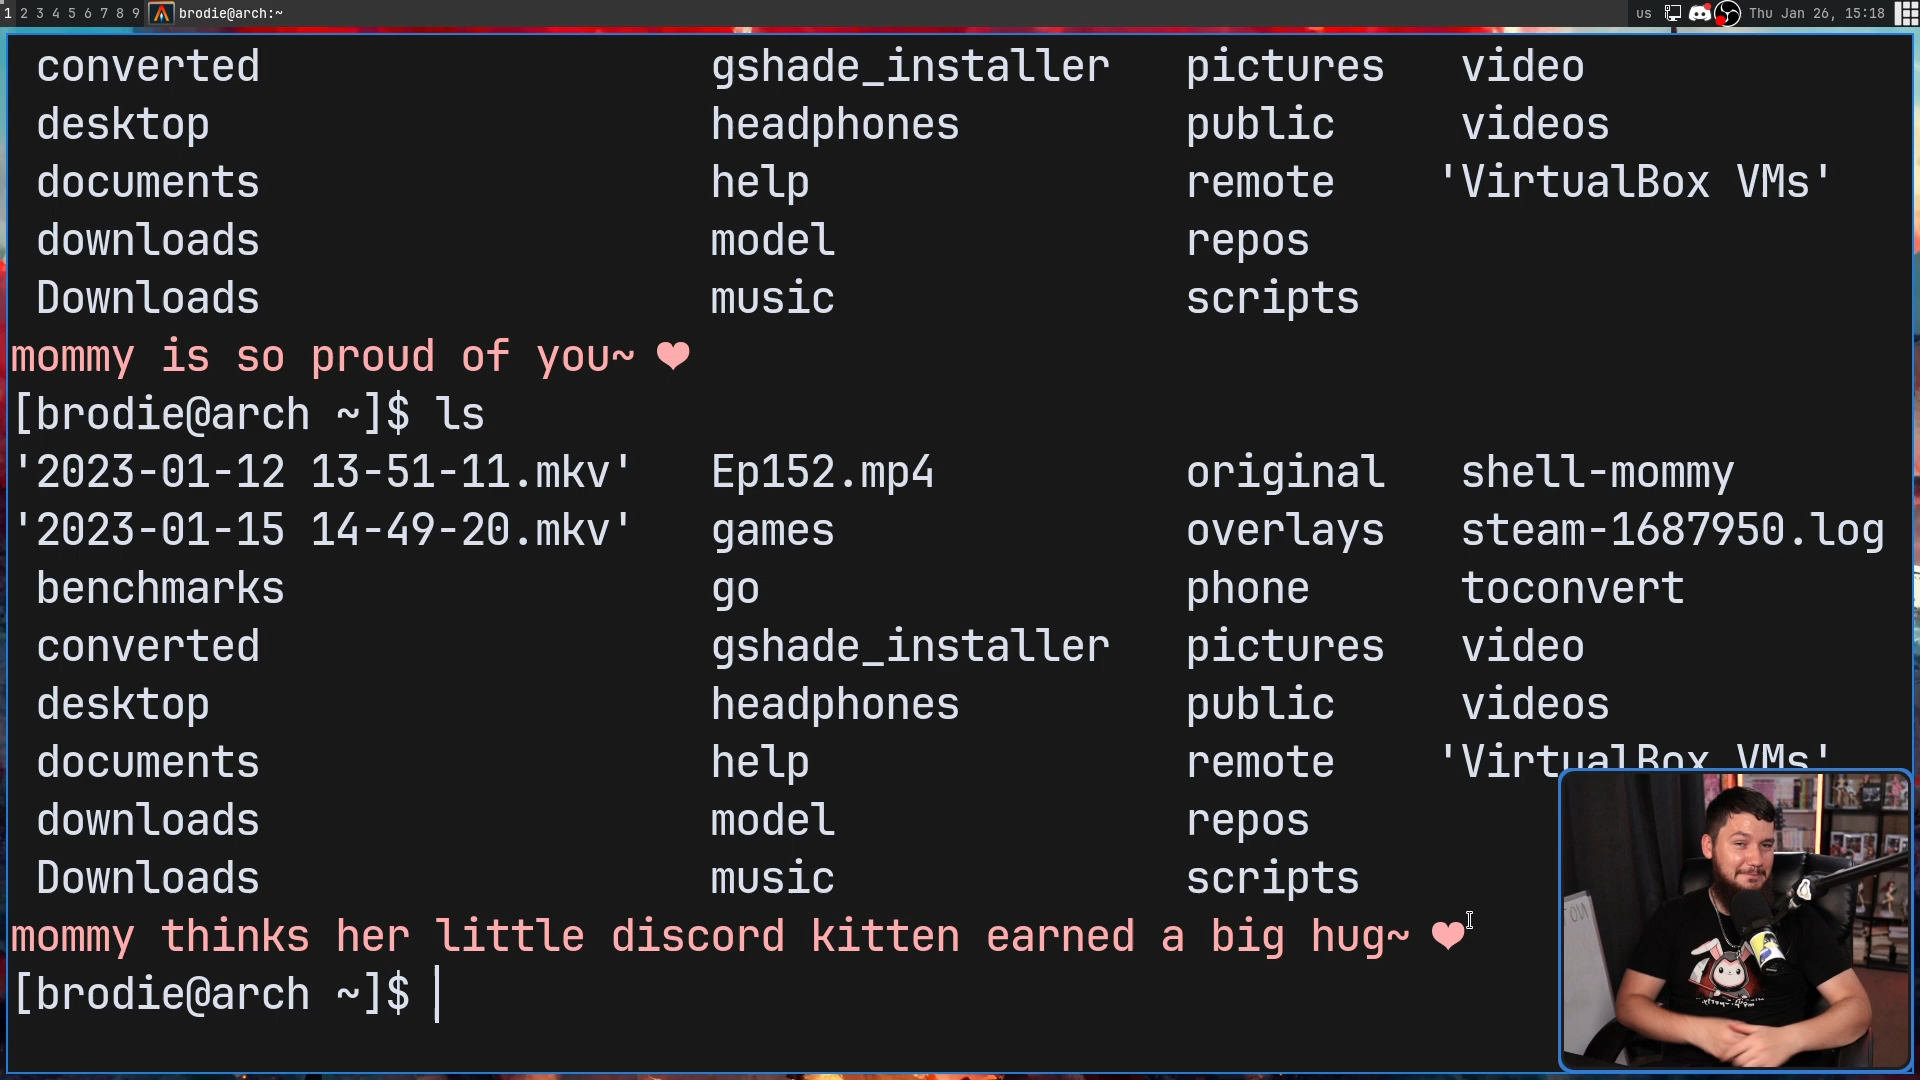 1 2 3 4 5 6 7 8 9 brodie@arch:~ us Thu Jan 26, 15:18
converted gshade_installer pictures video
desktop headphones public videos
documents help remote 'VirtualBox VMs'
downloads model repos
Downloads music scripts
mommy is so proud of you~ ❤
[brodie@arch ~]$ ls
'2023-01-12 13-51-11.mkv' Ep152.mp4 original shell-mommy
'2023-01-15 14-49-20.mkv' games overlays steam-1687950.log
benchmarks go phone toconvert
converted gshade_installer pictures video
desktop headphones public videos
documents help remote 'VirtualBox VMs'
downloads model repos
Downloads music scripts
mommy thinks her little discord kitten earned a big hug~ ❤
[brodie@arch ~]$